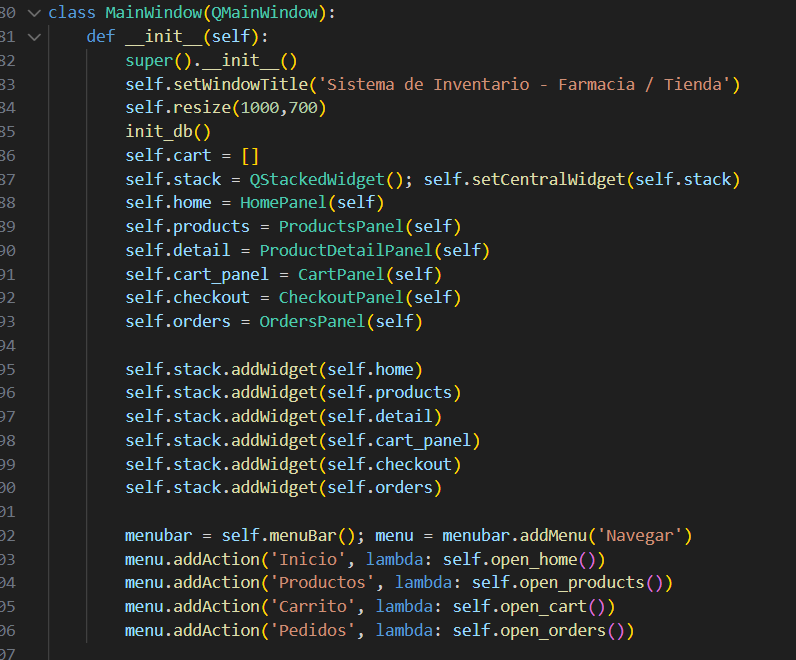 80 class MainWindow(QMainWindow):
81 def __init__(self):
82 super().__init__()
83 self.setWindowTitle('Sistema de Inventario - Farmacia / Tienda')
84 self.resize(1000,700)
85 init_db()
86 self.cart = []
87 self.stack = QStackedWidget(); self.setCentralWidget(self.stack)
88 self.home = HomePanel(self)
89 self.products = ProductsPanel(self)
90 self.detail = ProductDetailPanel(self)
91 self.cart_panel = CartPanel(self)
92 self.checkout = CheckoutPanel(self)
93 self.orders = OrdersPanel(self)
94
95 self.stack.addWidget(self.home)
96 self.stack.addWidget(self.products)
97 self.stack.addWidget(self.detail)
98 self.stack.addWidget(self.cart_panel)
99 self.stack.addWidget(self.checkout)
00 self.stack.addWidget(self.orders)
01
02 menubar = self.menuBar(); menu = menubar.addMenu('Navegar')
03 menu.addAction('Inicio', lambda: self.open_home())
04 menu.addAction('Productos', lambda: self.open_products())
05 menu.addAction('Carrito', lambda: self.open_cart())
06 menu.addAction('Pedidos', lambda: self.open_orders())
07